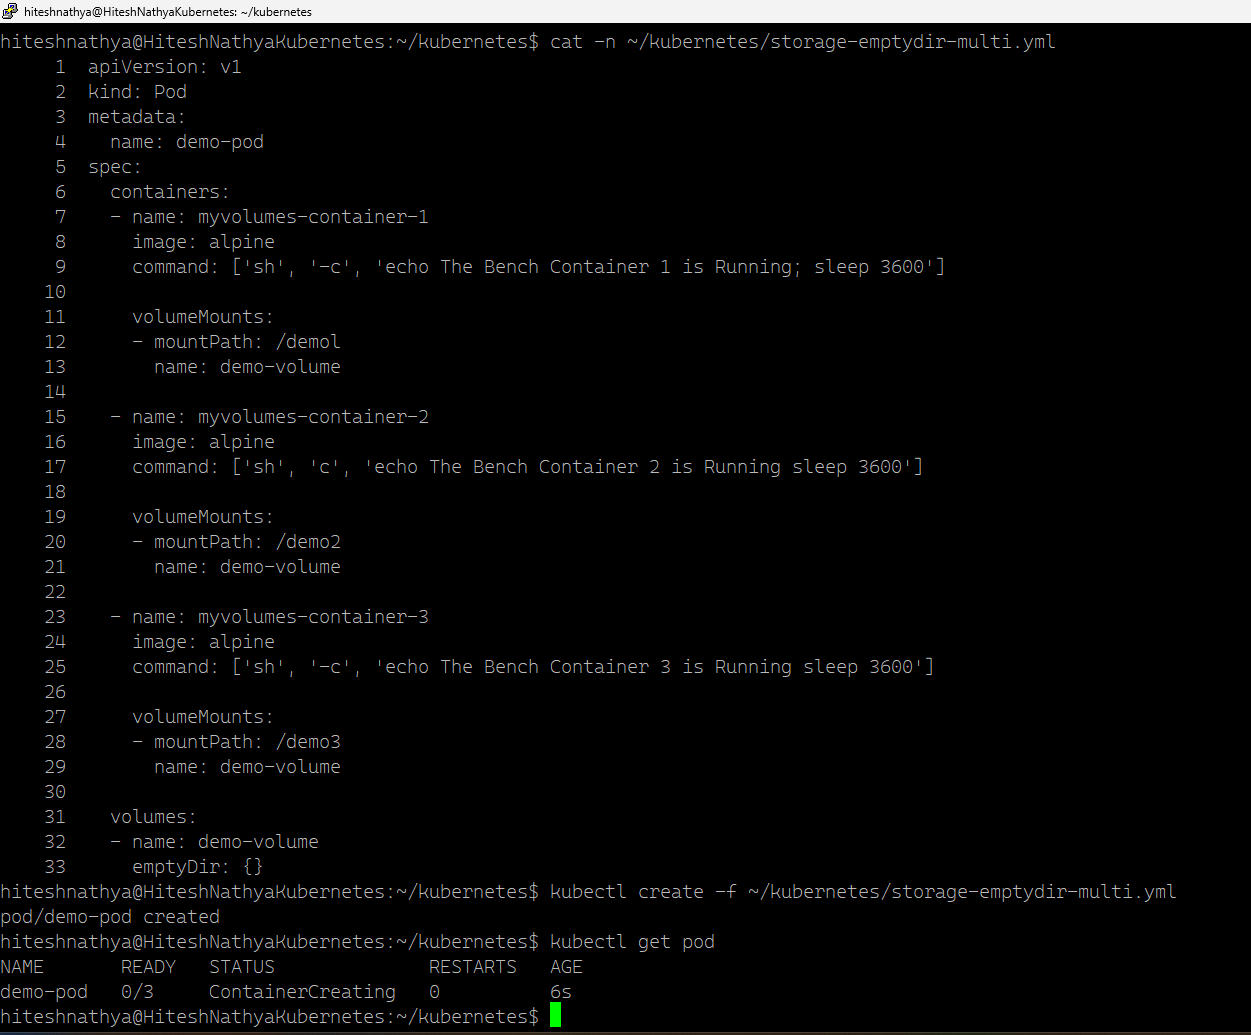 hiteshnathya@HiteshNathyaKubernetes: ~/kubernetes
hiteshnathya@HiteshNathyaKubernetes:~/kubernetes$ cat -n ~/kubernetes/storage-emptydir-multi.yml
     1  apiVersion: v1
     2  kind: Pod
     3  metadata:
     4    name: demo-pod
     5  spec:
     6    containers:
     7    - name: myvolumes-container-1
     8      image: alpine
     9      command: ['sh', '-c', 'echo The Bench Container 1 is Running; sleep 3600']
    10
    11      volumeMounts:
    12      - mountPath: /demol
    13        name: demo-volume
    14
    15    - name: myvolumes-container-2
    16      image: alpine
    17      command: ['sh', 'c', 'echo The Bench Container 2 is Running sleep 3600']
    18
    19      volumeMounts:
    20      - mountPath: /demo2
    21        name: demo-volume
    22
    23    - name: myvolumes-container-3
    24      image: alpine
    25      command: ['sh', '-c', 'echo The Bench Container 3 is Running sleep 3600']
    26
    27      volumeMounts:
    28      - mountPath: /demo3
    29        name: demo-volume
    30
    31    volumes:
    32    - name: demo-volume
    33      emptyDir: {}
hiteshnathya@HiteshNathyaKubernetes:~/kubernetes$ kubectl create -f ~/kubernetes/storage-emptydir-multi.yml
pod/demo-pod created
hiteshnathya@HiteshNathyaKubernetes:~/kubernetes$ kubectl get pod
NAME       READY   STATUS              RESTARTS   AGE
demo-pod   0/3     ContainerCreating   0          6s
hiteshnathya@HiteshNathyaKubernetes:~/kubernetes$